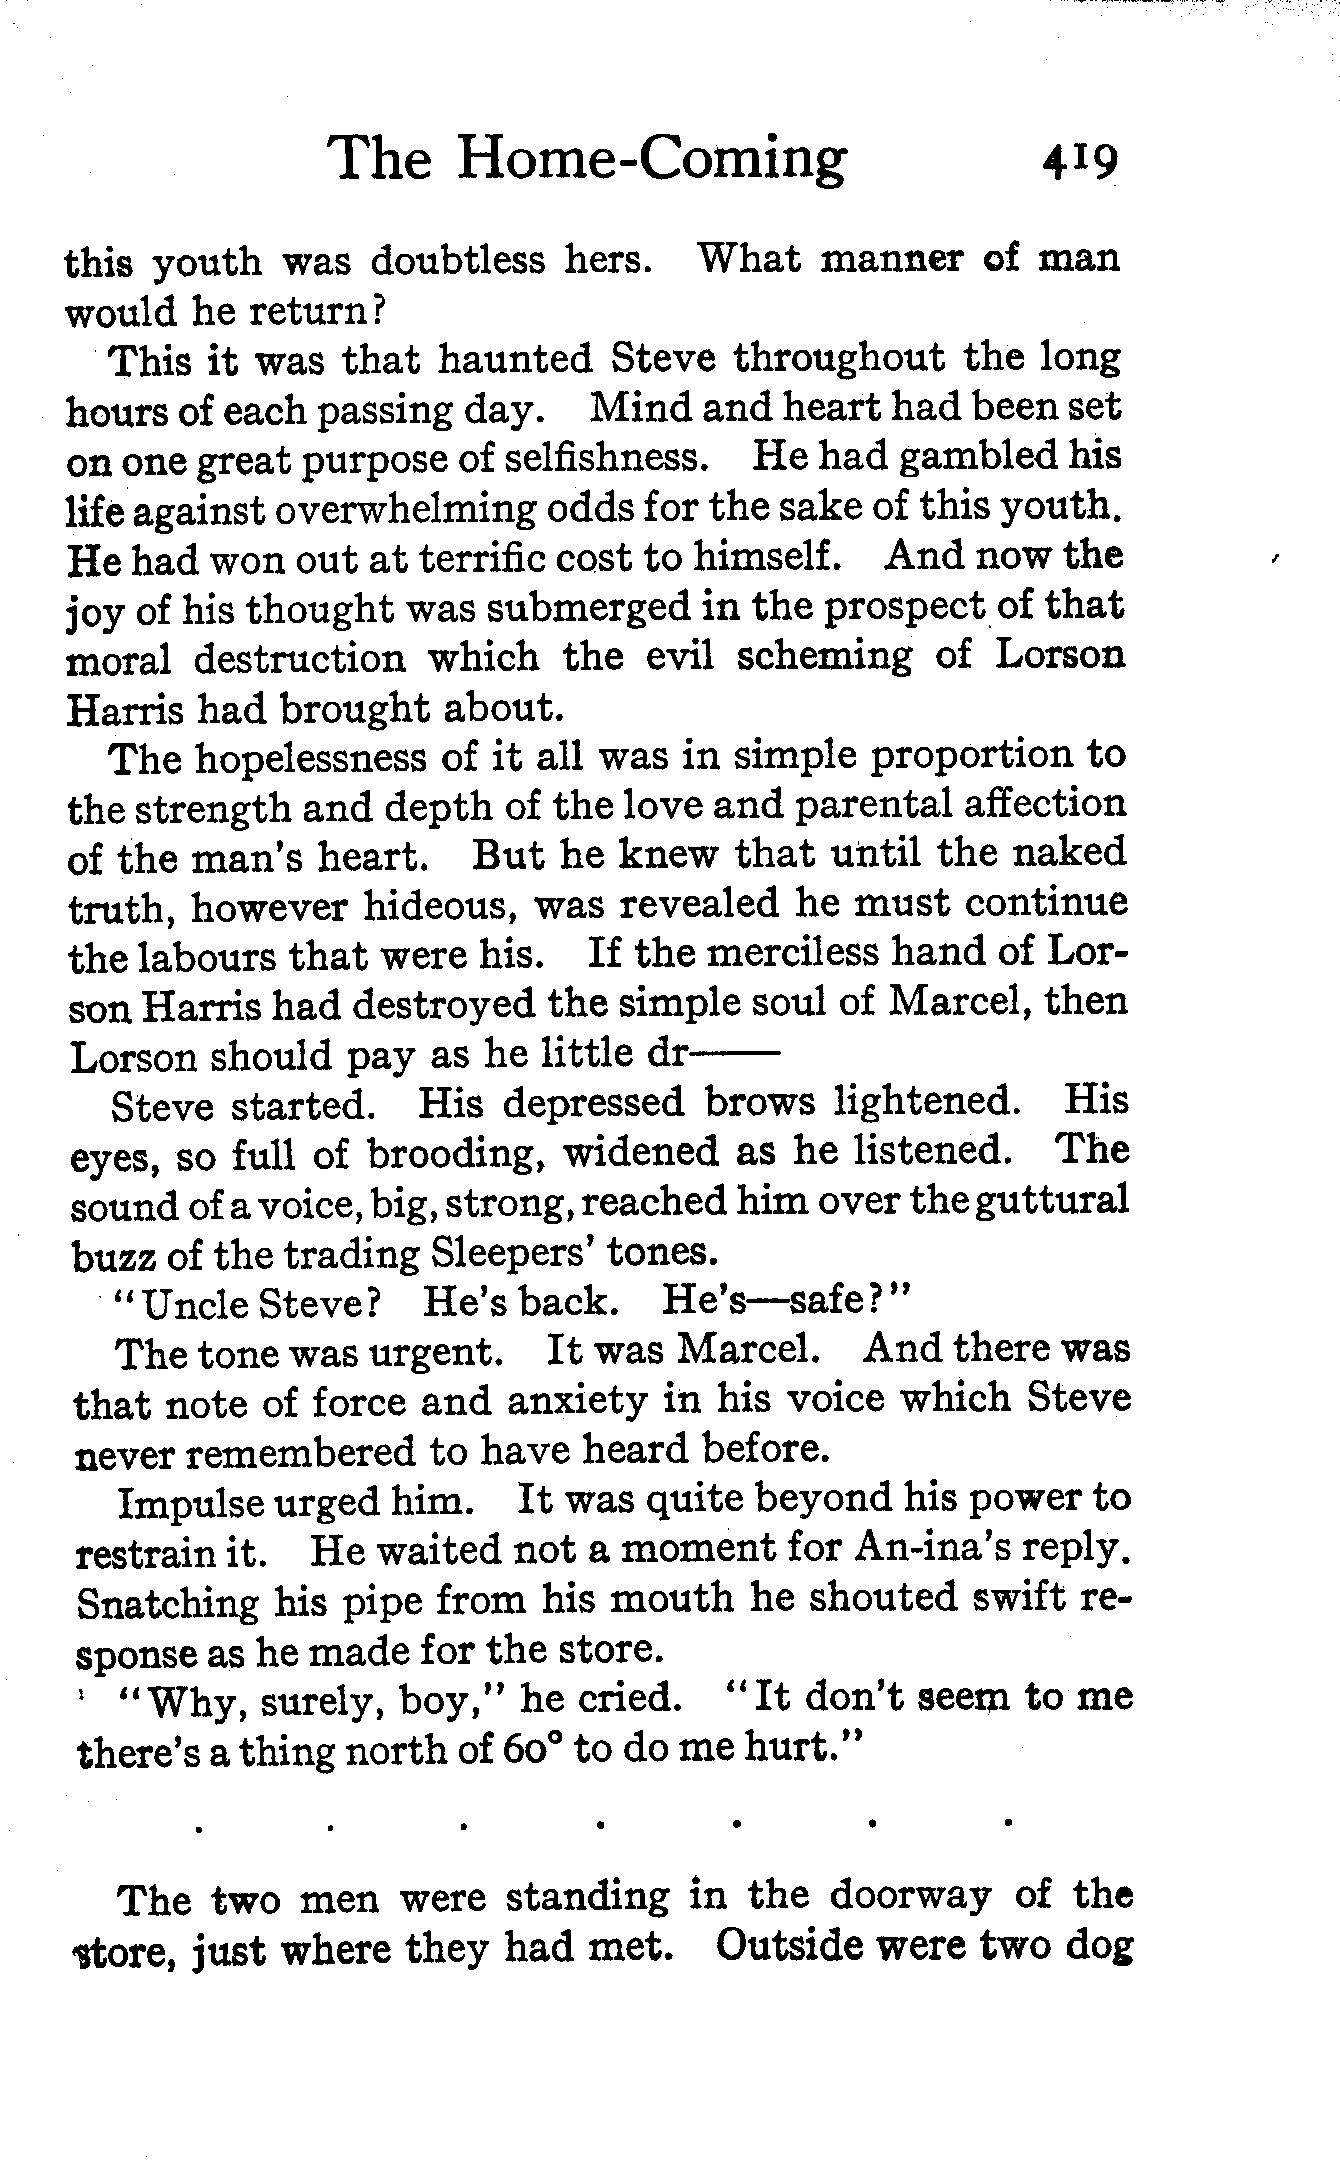 The Home-Coming 419
this youth was doubtless hers. What manner of man
would he return?
This it was that haunted Steve throughout the long
hours of each passing day. Mind and heart had been set
on one great purpose of selfishness. He had gambled his
life against overwhelming odds for the sake of this youth.
He had won out at terrific cost to himself. And now the
joy of his thought was submerged in the prospect of that
moral destruction which the evil scheming of Lorson
Harris had brought about.
The hopelessness of it all was in simple proportion to
the strength and depth of the love and parental affection
of the man's heart. But he knew that until the naked
truth, however hideous, was revealed he must continue
the labours that were his. If the merciless hand of Lor-
son Harris had destroyed the simple soul of Marcel, then
Lorson should pay as he little dr——
Steve started. His depressed brows lightened. His
eyes, so full of brooding, widened as he listened. The
sound of a voice, big, strong, reached him over the guttural
buzz of the trading Sleepers' tones.
"Uncle Steve? He's back. He's—safe?"
The tone was urgent. It was Marcel. And there was
that note of force and anxiety in his voice which Steve
never remembered to have heard before.
Impulse urged him. It was quite beyond his power to
restrain it. He waited not a moment for An-ina's reply.
Snatching his pipe from his mouth he shouted swift re-
sponse as he made for the store.
"Why, surely, boy," he cried. "It don't seem to me
there's a thing north of 60° to do me hurt."
. . . . . . .
The two men were standing in the doorway of the
store, just where they had met. Outside were two dog